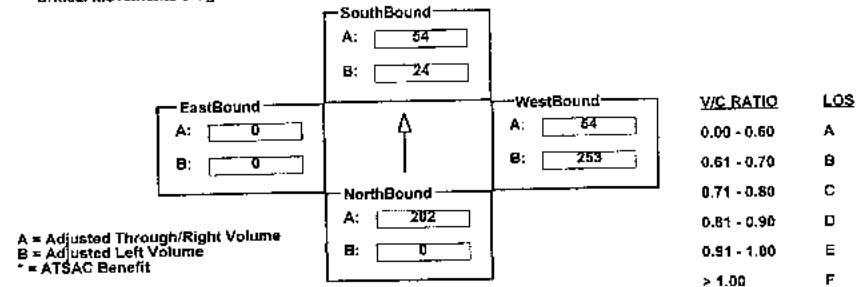 SouthBound
A: 54
B: 24
EastBound
A: 0
B: 0
WestBound
A: 54
B: 253
NorthBound
A: 202
B: 0
A = Adjusted Through/Right Volume
B = Adjusted Left Volume
* = ATSAC Benefit
V/C RATIO LOS
0.00 - 0.60 A
0.61 - 0.70 B
0.71 - 0.80 C
0.81 - 0.90 D
0.91 - 1.00 E
> 1.00 F